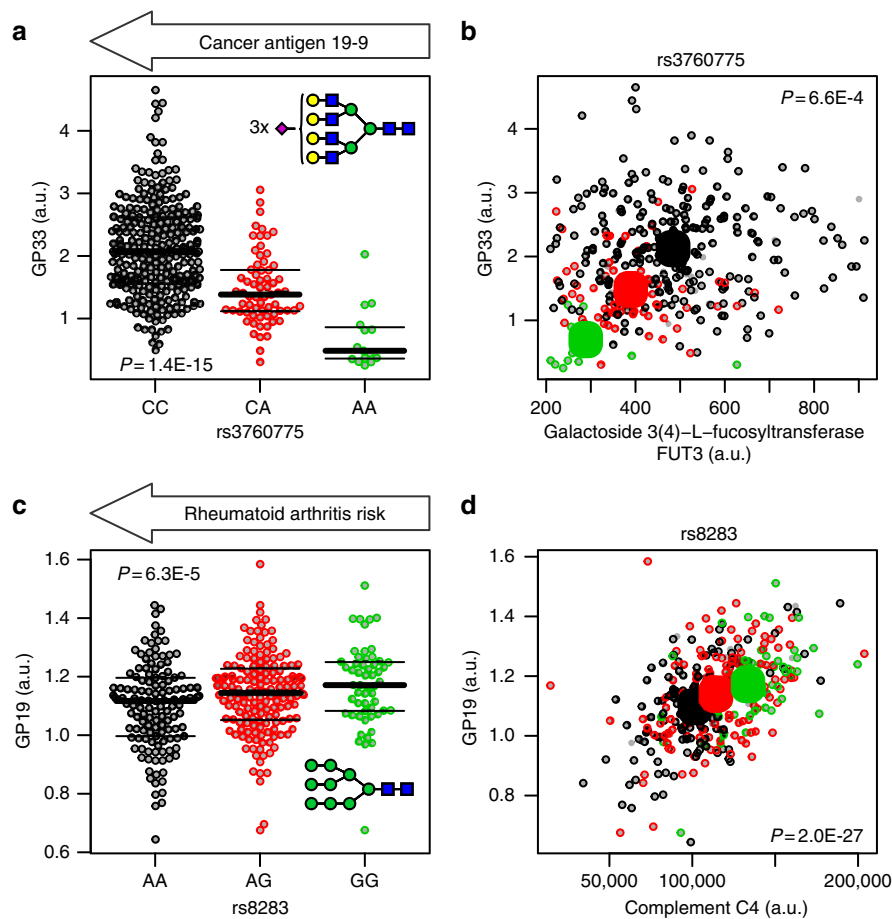 a
Cancer antigen 19-9
4
3
2
1
GP33 (a.u.)
3x
P = 1.4E-15
CC CA AA
rs3760775
b
rs3760775
P = 6.6E-4
4
3
2
1
GP33 (a.u.)
200 400 600 800
Galactoside 3(4)–L–fucosyltransferase
FUT3 (a.u.)
c
Rheumatoid arthritis risk
1.6
1.4
1.2
1.0
0.8
0.6
GP19 (a.u.)
P = 6.3E-5
AA AG GG
rs8283
d
rs8283
1.6
1.4
1.2
1.0
0.8
GP19 (a.u.)
P = 2.0E-27
50,000 100,000 200,000
Complement C4 (a.u.)